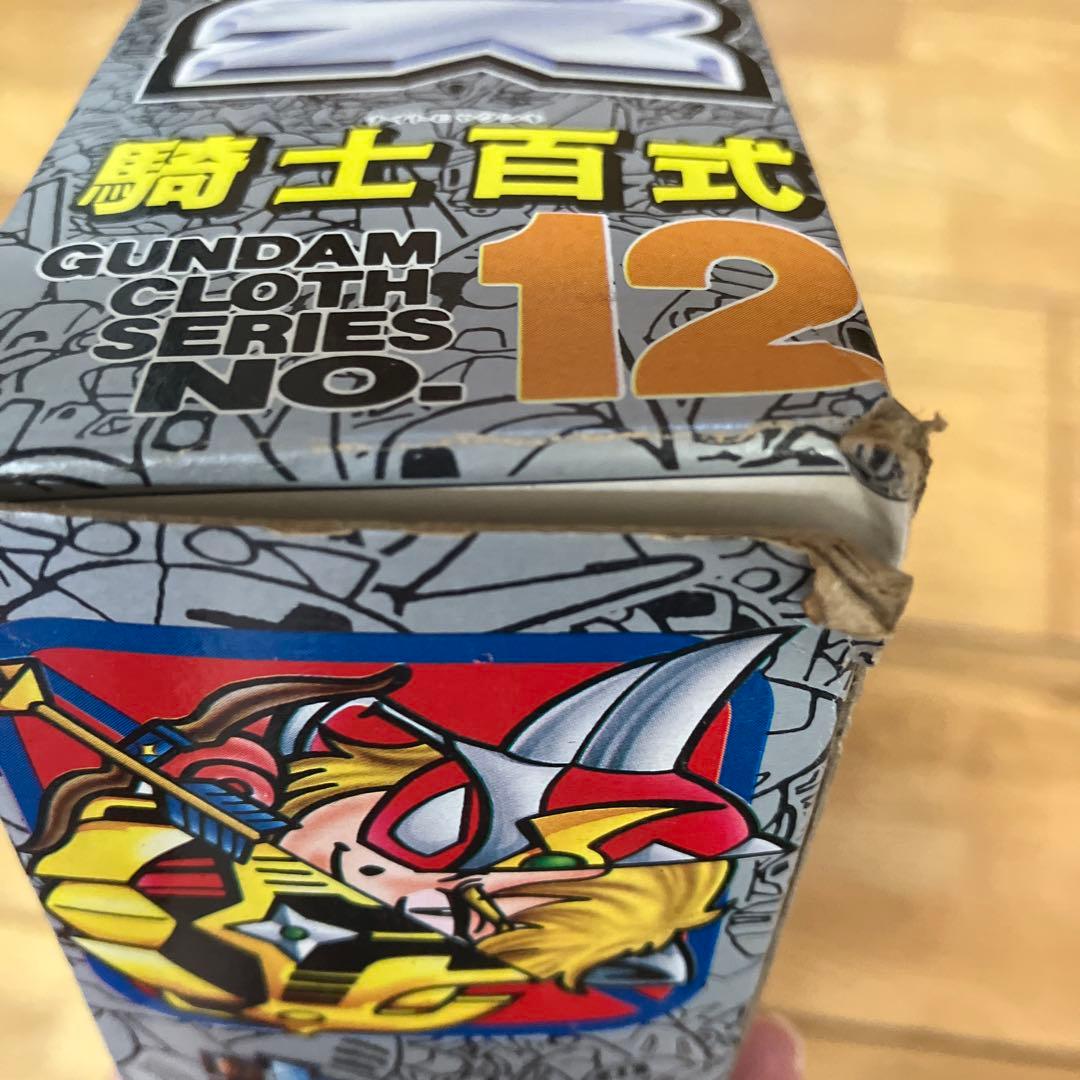 騎士百式
GUNDAM
CLOTH
SERIES
NO.12